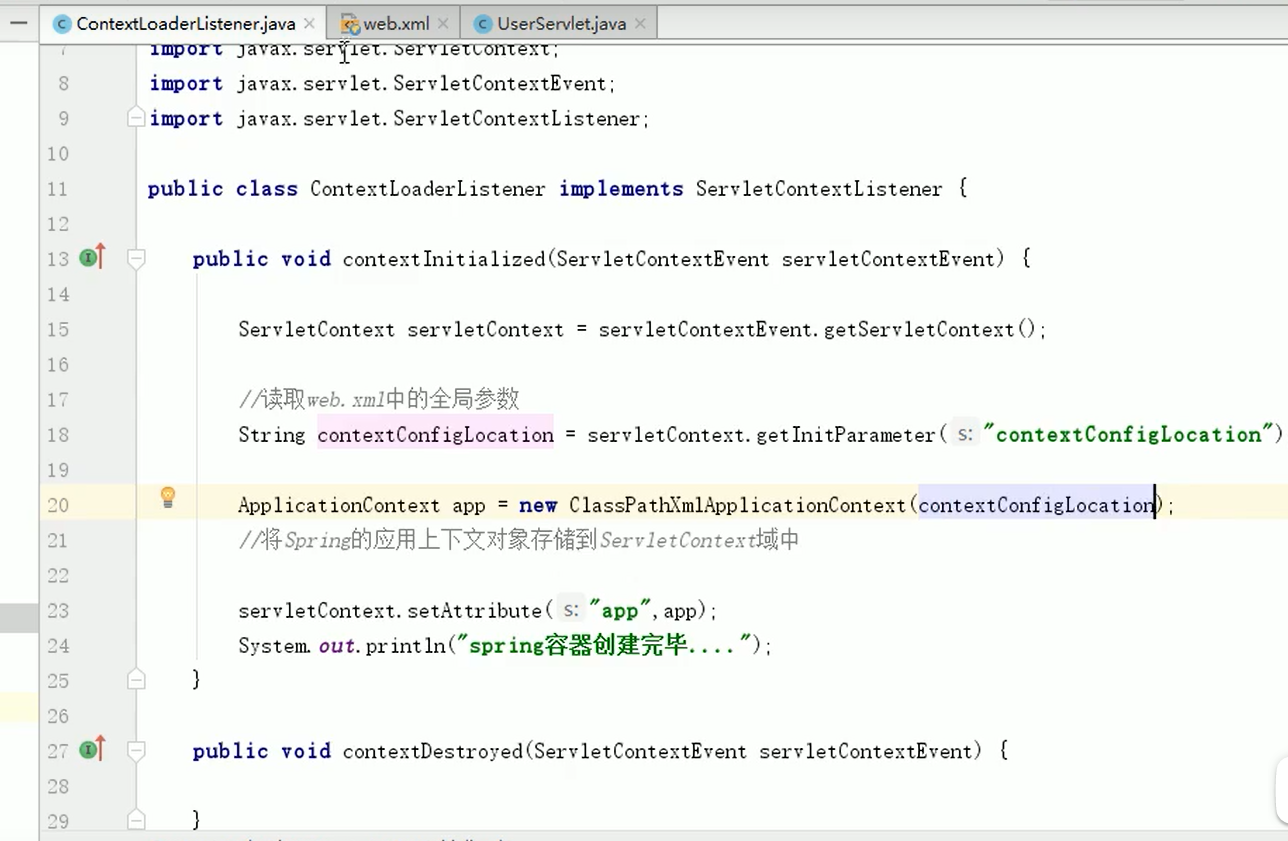 ContextLoaderListener.java × web.xml × UserServlet.java ×
7 import javax.servlet.ServletContext;
8 import javax.servlet.ServletContextEvent;
9 import javax.servlet.ServletContextListener;
10
11 public class ContextLoaderListener implements ServletContextListener {
12
13 public void contextInitialized(ServletContextEvent servletContextEvent) {
14
15 ServletContext servletContext = servletContextEvent.getServletContext();
16
17 //读取web.xml中的全局参数
18 String contextConfigLocation = servletContext.getInitParameter( s: "contextConfigLocation")
19
20 ApplicationContext app = new ClassPathXmlApplicationContext(contextConfigLocation);
21 //将Spring的应用上下文对象存储到ServletContext域中
22
23 servletContext.setAttribute( s: "app",app);
24 System.out.println("spring容器创建完毕....");
25 }
26
27 public void contextDestroyed(ServletContextEvent servletContextEvent) {
28
29 }